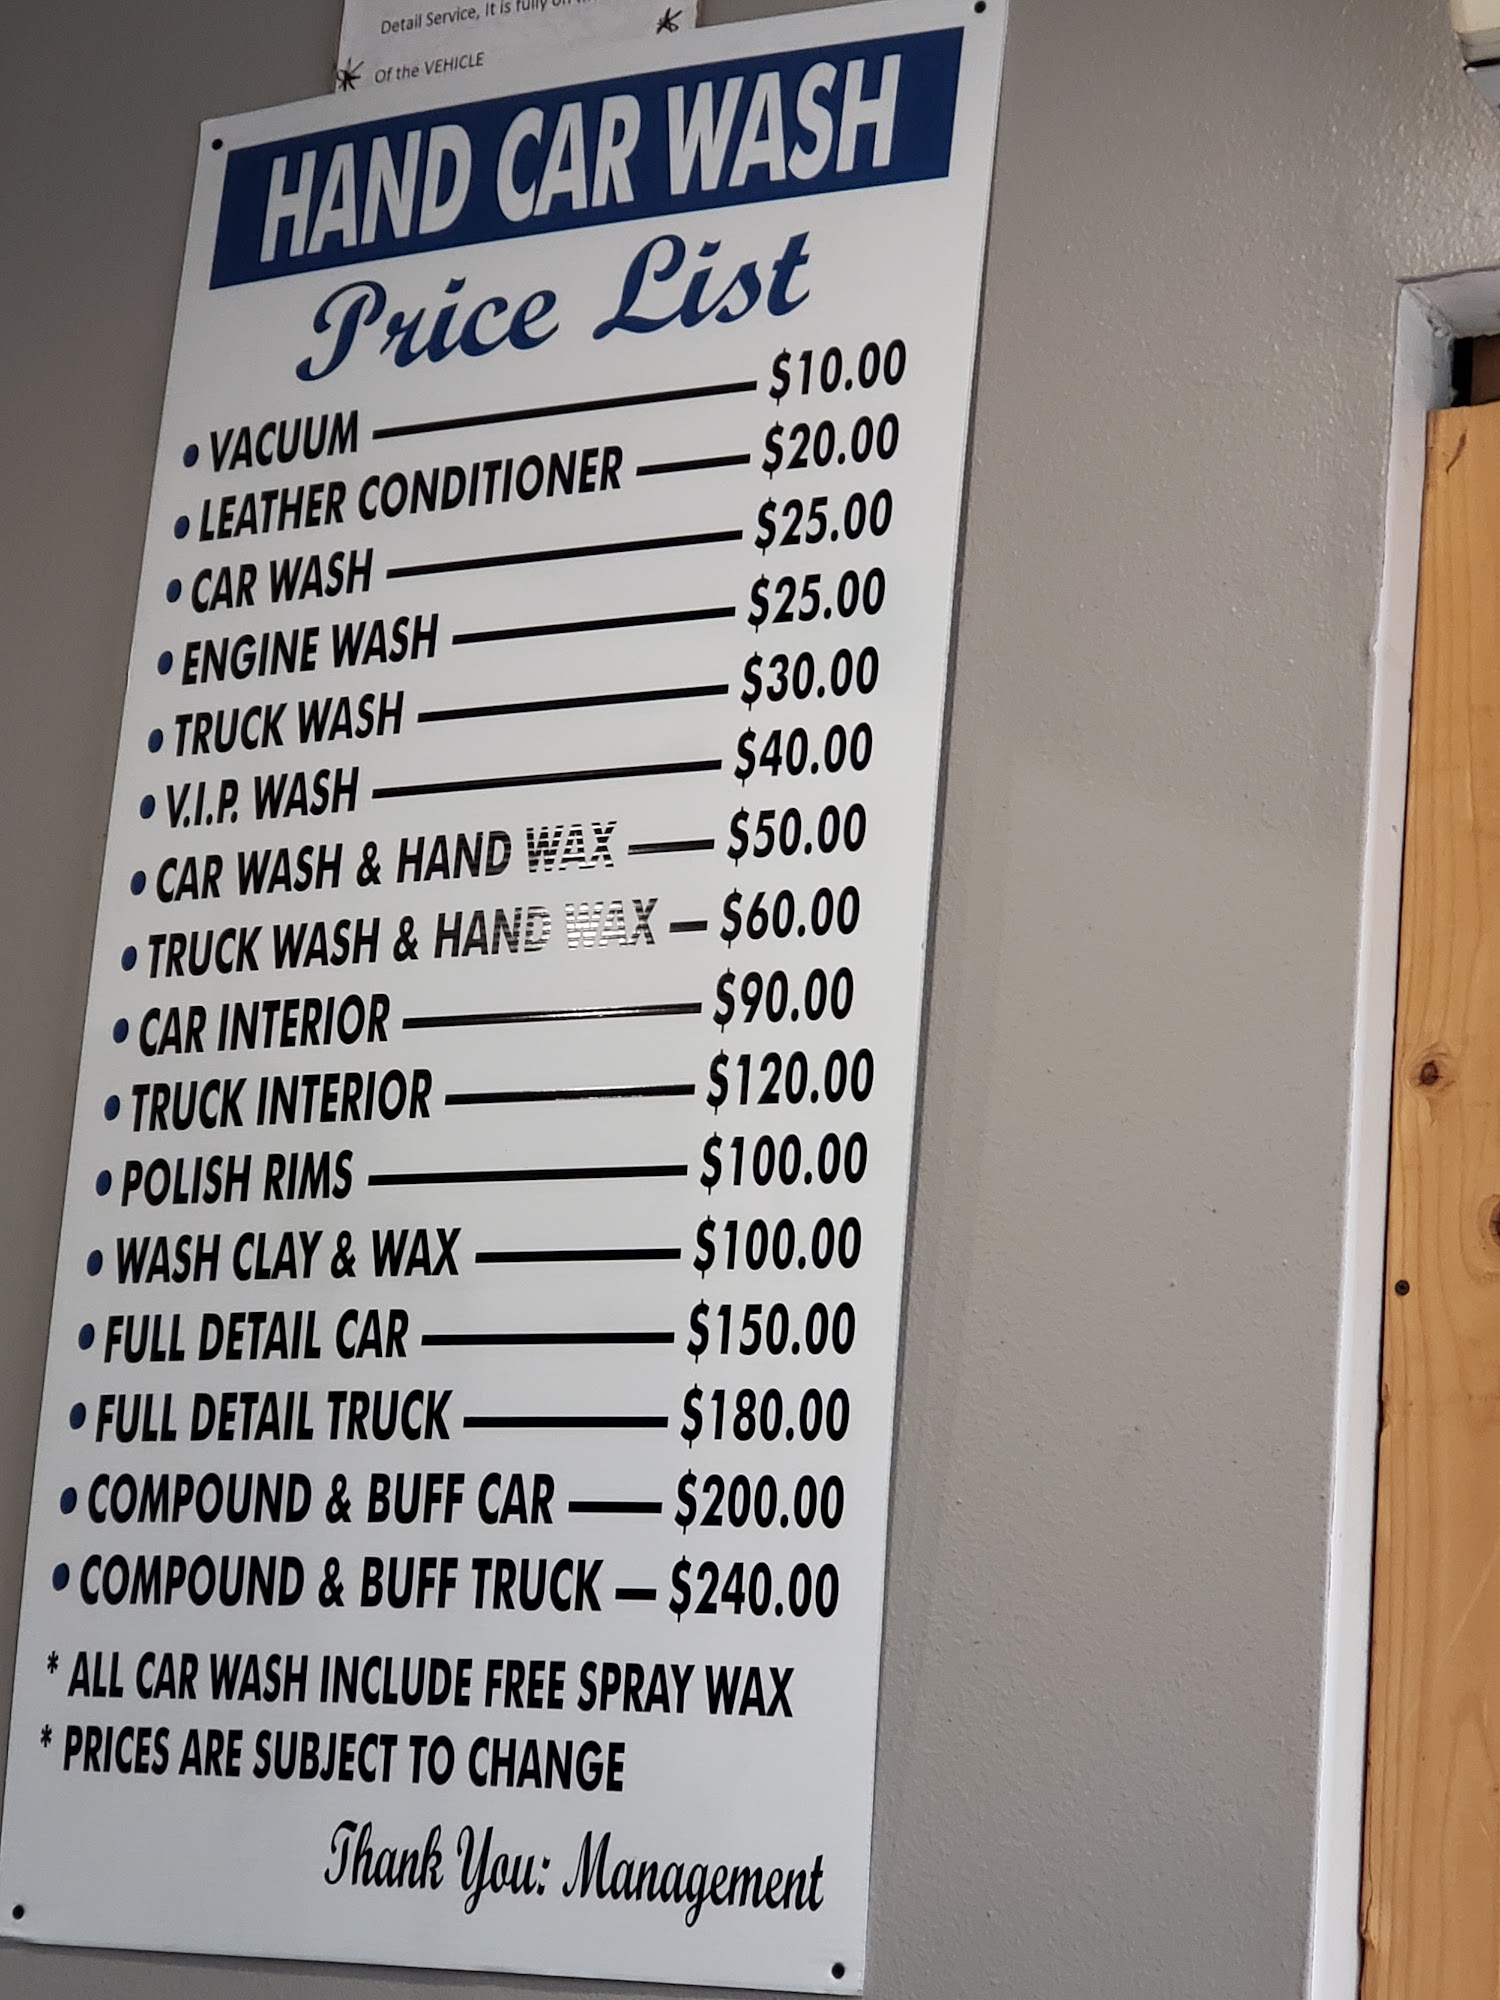 Detail Service, It is fully
Of the VEHICLE
HAND CAR WASH
Price List
• VACUUM — $10.00
• LEATHER CONDITIONER — $20.00
• CAR WASH — $25.00
• ENGINE WASH — $25.00
• TRUCK WASH — $30.00
• V.I.P. WASH — $40.00
• CAR WASH & HAND WAX — $50.00
• TRUCK WASH & HAND WAX — $60.00
• CAR INTERIOR — $90.00
• TRUCK INTERIOR — $120.00
• POLISH RIMS — $100.00
• WASH CLAY & WAX — $100.00
• FULL DETAIL CAR — $150.00
• FULL DETAIL TRUCK — $180.00
• COMPOUND & BUFF CAR — $200.00
• COMPOUND & BUFF TRUCK — $240.00
* ALL CAR WASH INCLUDE FREE SPRAY WAX
* PRICES ARE SUBJECT TO CHANGE
Thank You: Management